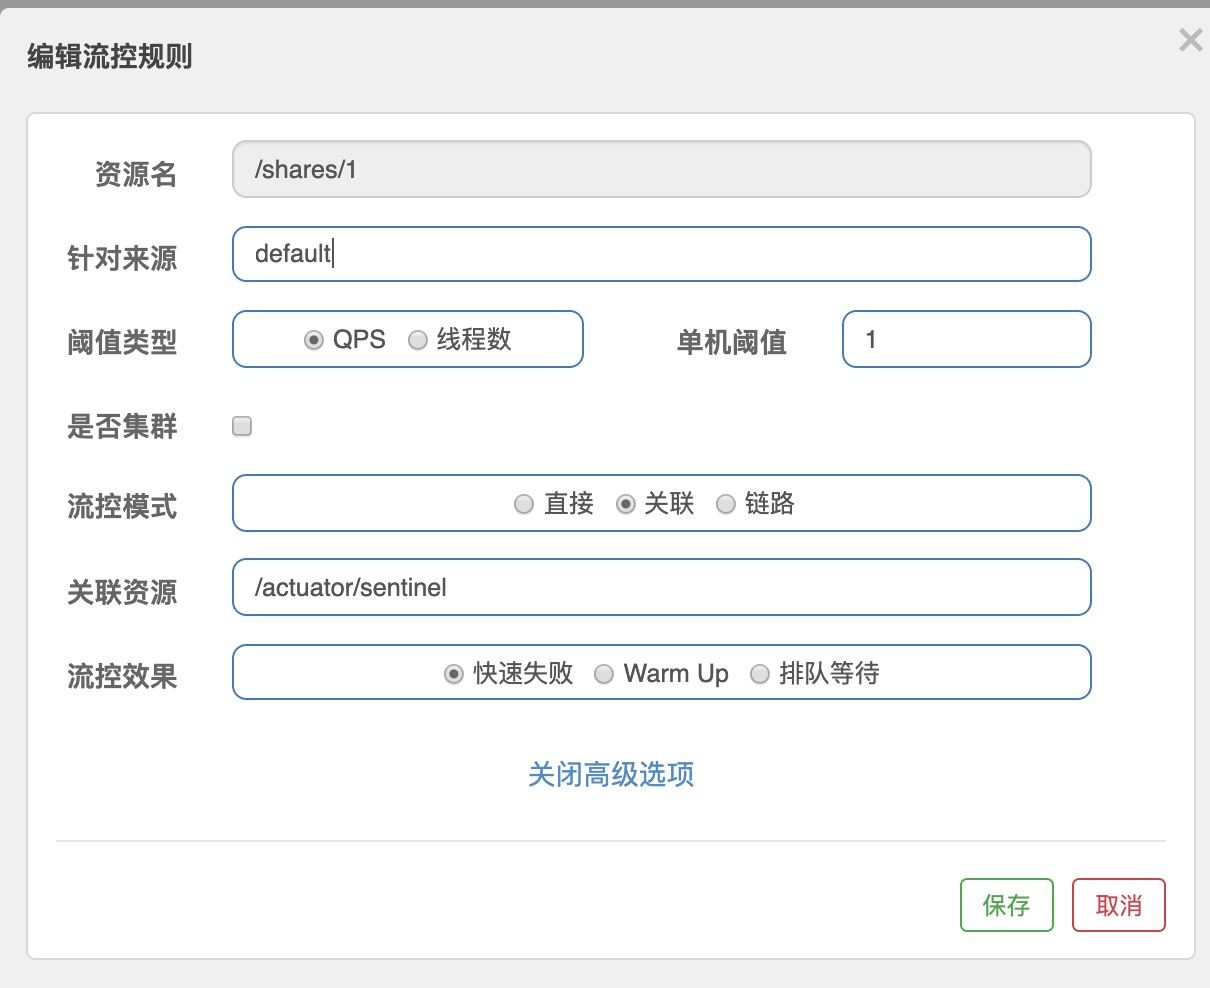 编辑流控规则
资源名 /shares/1
针对来源 default
阈值类型 QPS 线程数 单机阈值 1
是否集群
流控模式 直接 关联 链路
关联资源 /actuator/sentinel
流控效果 快速失败 Warm Up 排队等待
关闭高级选项
保存 取消